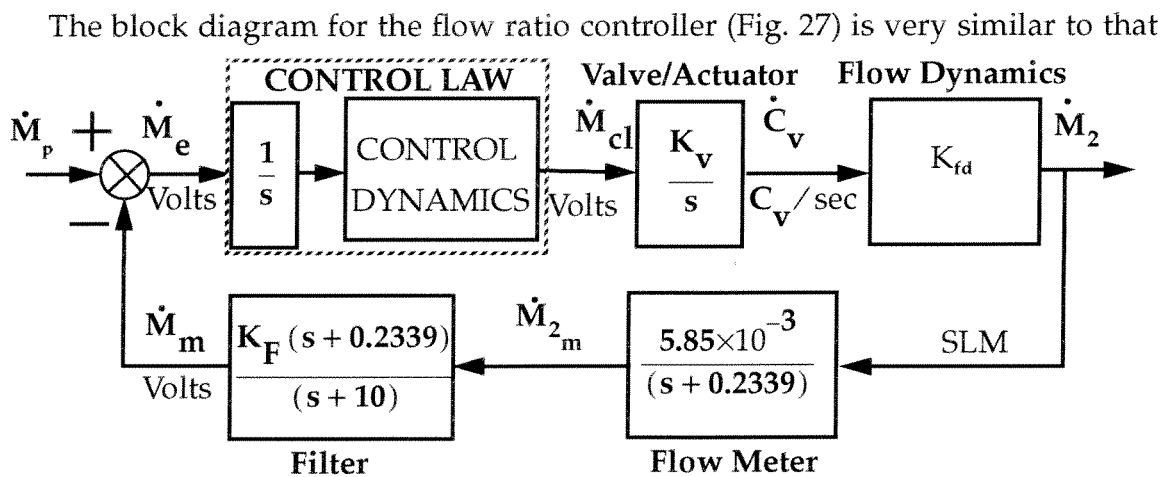 The block diagram for the flow ratio controller (Fig. 27) is very similar to that
CONTROL LAW
Valve/Actuator
Flow Dynamics
Ṁp
+
Ṁe
Volts
1
s
CONTROL
DYNAMICS
Ṁcl
Volts
Kv
s
Ċv
Cv/sec
Kfd
Ṁ2
−
Ṁm
Volts
KF (s + 0.2339)
(s + 10)
Ṁ2m
5.85×10⁻³
(s + 0.2339)
SLM
Filter
Flow Meter